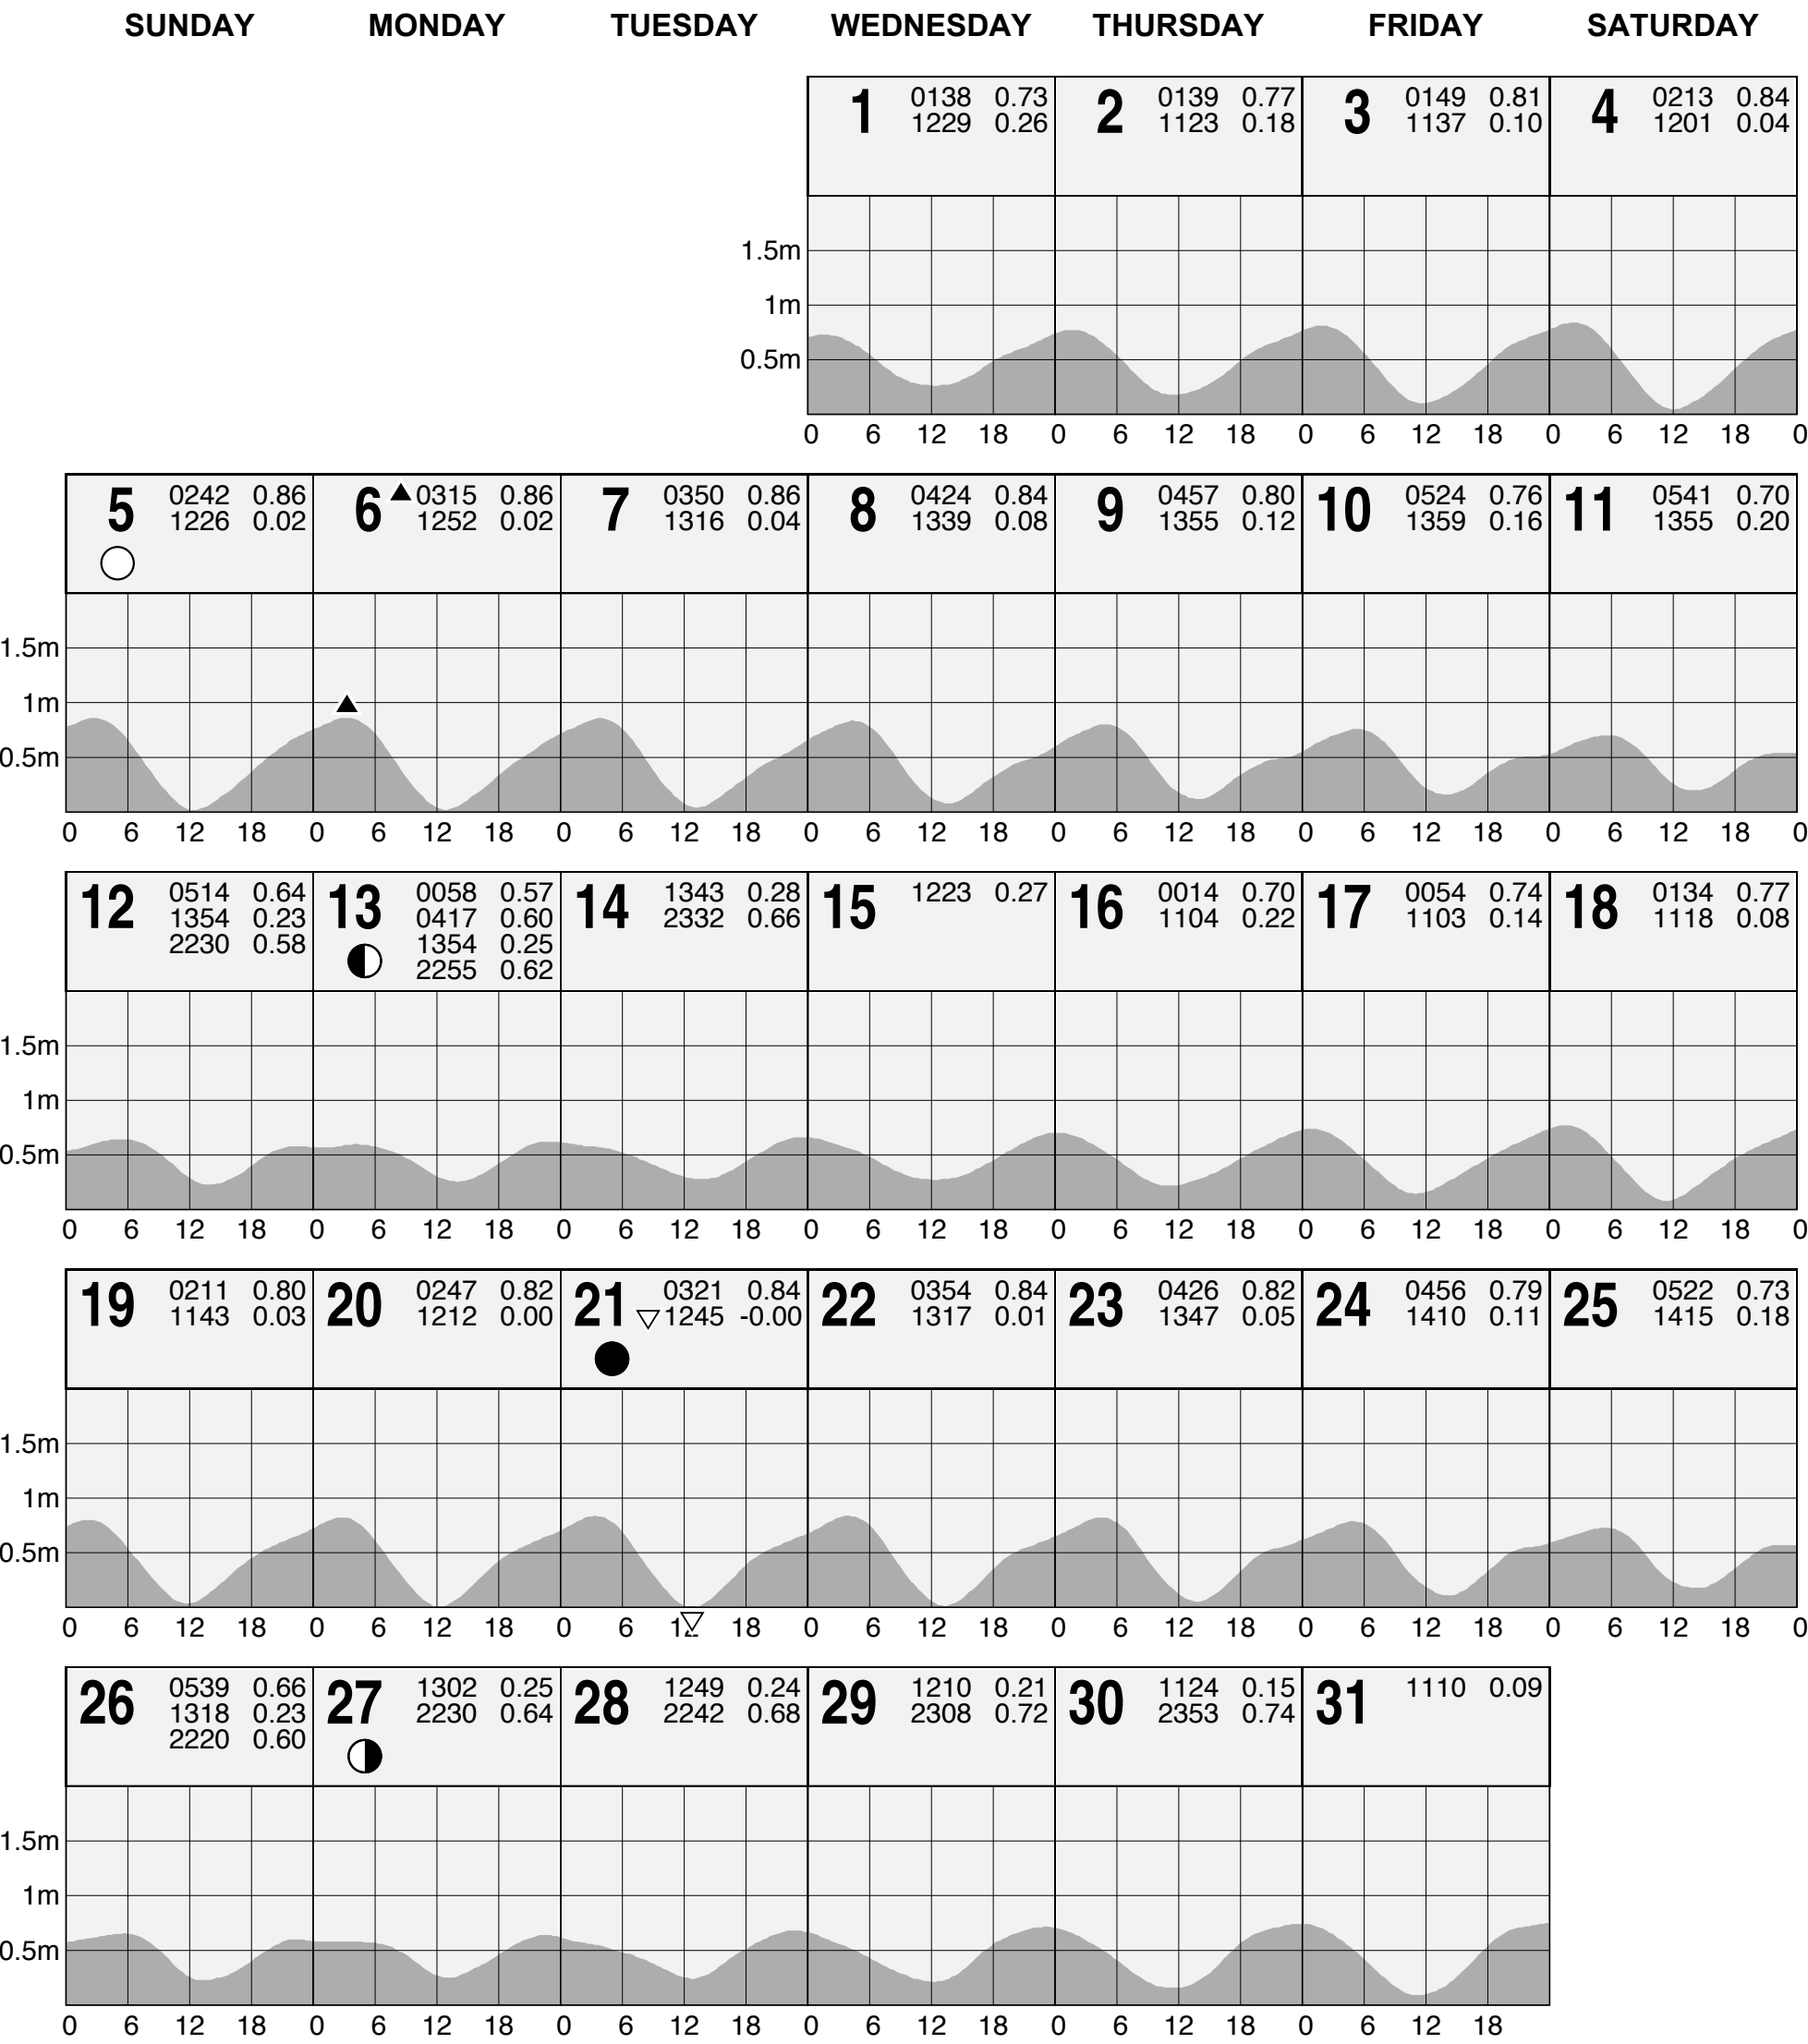 SUNDAY MONDAY TUESDAY WEDNESDAY THURSDAY FRIDAY SATURDAY
1 0138 0.73 2 0139 0.77 3 0149 0.81 4 0213 0.84
1229 0.26 1123 0.18 1137 0.10 1201 0.04
1.5m
1m
0.5m
0 6 12 18 0 6 12 18 0 6 12 18 0 6 12 18 0
5 0242 0.86 6 0315 0.86 7 0350 0.86 8 0424 0.84 9 0457 0.80 10 0524 0.76 11 0541 0.70
1226 0.02 1252 0.02 1316 0.04 1339 0.08 1355 0.12 1359 0.16 1355 0.20
1.5m
1m
0.5m
0 6 12 18 0 6 12 18 0 6 12 18 0 6 12 18 0 6 12 18 0 6 12 18 0 6 12 18 0
12 0514 0.64 13 0058 0.57 14 1343 0.28 15 1223 0.27 16 0014 0.70 17 0054 0.74 18 0134 0.77
1354 0.23 0417 0.60 2332 0.66 1104 0.22 1103 0.14 1118 0.08
2230 0.58 1354 0.25
2255 0.62
1.5m
1m
0.5m
0 6 12 18 0 6 12 18 0 6 12 18 0 6 12 18 0 6 12 18 0 6 12 18 0 6 12 18 0
19 0211 0.80 20 0247 0.82 21 0321 0.84 22 0354 0.84 23 0426 0.82 24 0456 0.79 25 0522 0.73
1143 0.03 1212 0.00 1245 -0.00 1317 0.01 1347 0.05 1410 0.11 1415 0.18
1.5m
1m
0.5m
0 6 12 18 0 6 12 18 0 6 12 18 0 6 12 18 0 6 12 18 0 6 12 18 0 6 12 18 0
26 0539 0.66 27 1302 0.25 28 1249 0.24 29 1210 0.21 30 1124 0.15 31 1110 0.09
1318 0.23 2230 0.64 2242 0.68 2308 0.72 2353 0.74
2220 0.60
1.5m
1m
0.5m
0 6 12 18 0 6 12 18 0 6 12 18 0 6 12 18 0 6 12 18 0 6 12 18